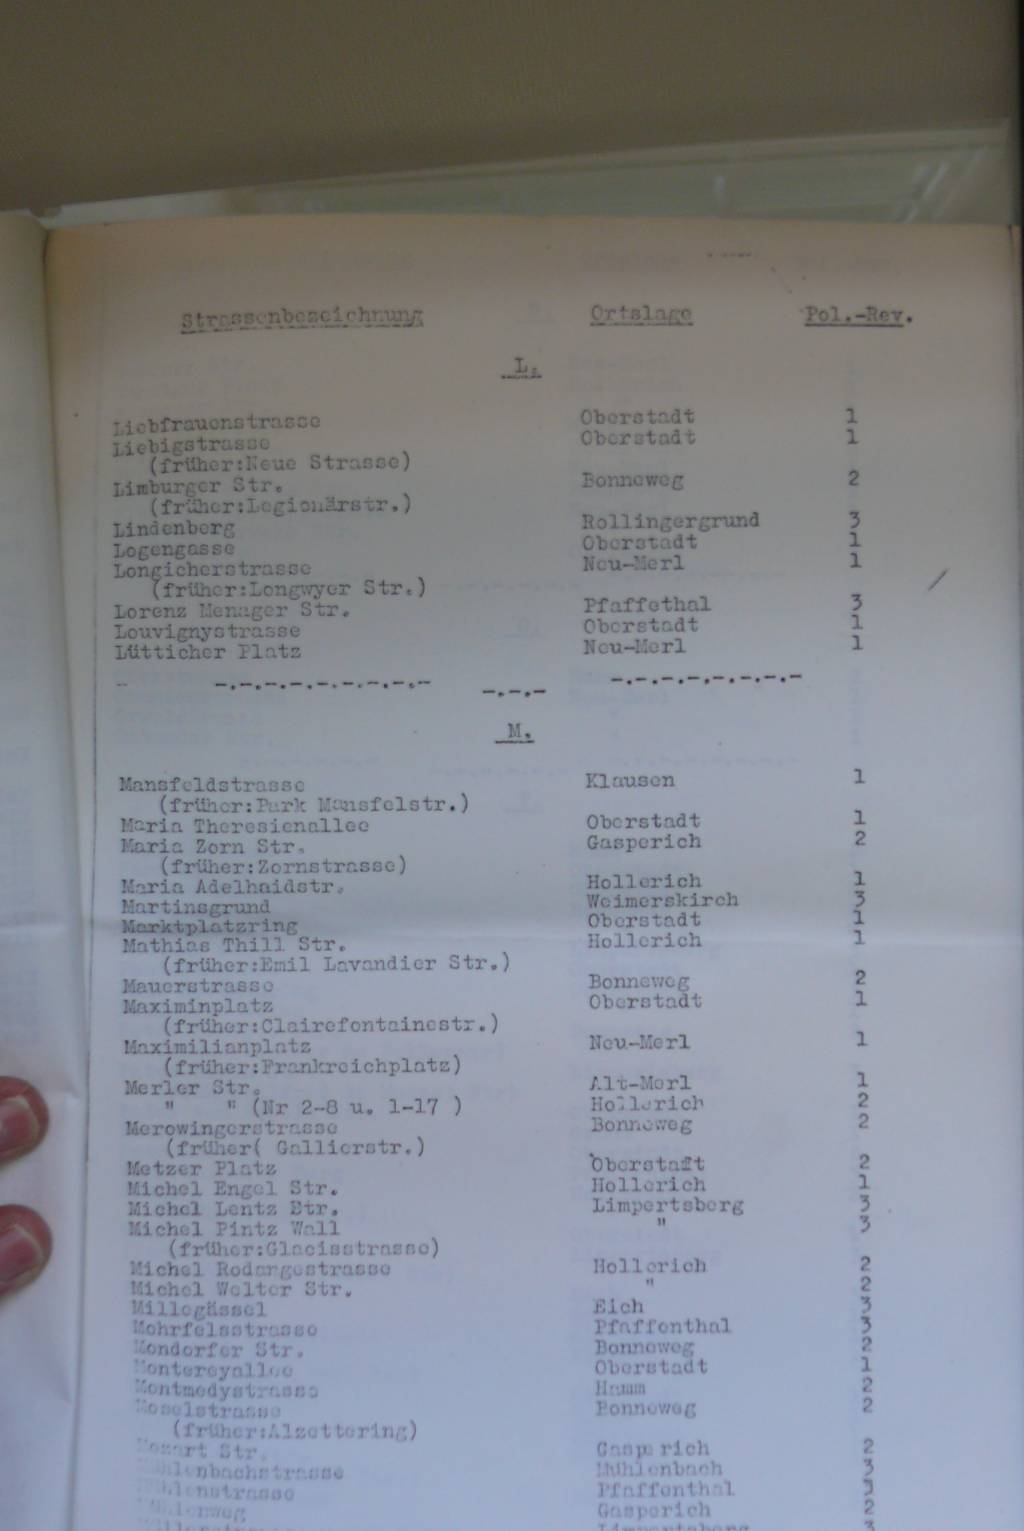 Strassenbezeichnung Ortslage Pol.-Rev.
L.
Liebfrauenstrasse Oberstadt 1
Liebigstrasse Oberstadt 1
(früher:Neue Strasse)
Limburger Str. Bonneweg 2
(früher:Legionärstr.)
Lindenberg Rollingergrund 3
Logengasse Oberstadt 1
Longicherstrasse Neu-Merl 1
(früher:Longwyer Str.)
Lorenz Menager Str. Pfaffethal 3
Louvignystrasse Oberstadt 1
Lütticher Platz Neu-Merl 1
M.
Mansfeldstrasse Klausen 1
(früher:Park Mansfelstr.)
Maria Theresienallee Oberstadt 1
Maria Zorn Str. Gasperich 2
(früher:Zornstrasse)
Maria Adelhaidstr. Hollerich 1
Martinsgrund Weimerskirch 3
Marktplatzring Oberstadt 1
Mathias Thill Str. Hollerich 1
(früher:Emil Lavandier Str.)
Mauerstrasse Bonneweg 2
Maximinplatz Oberstadt 1
(früher:Clairefontainestr.)
Maximilianplatz Neu-Merl 1
(früher:Frankreichplatz)
Merler Str. Alt-Merl 1
" " (Nr 2-8 u. 1-17 ) Hollerich 2
Merowingerstrasse Bonneweg 2
(früher( Gallierstr.)
Metzer Platz Oberstaft 2
Michel Engel Str. Hollerich 1
Michel Lentz Str. Limpertsberg 3
Michel Pintz Wall " 3
(früher:Glacisstrasse)
Michel Rodangestrasse Hollerich 2
Michel Welter Str. " 2
Millegässel Eich 3
Mohrfelsstrasse Pfaffenthal 3
Mondorfer Str. Bonneweg 2
Montereyallee Oberstadt 1
Montmedystrasse Hamm 2
Moselstrasse Bonneweg 2
(früher:Alzettering)
Mozart Str. Gasperich 2
Mühlenbachstrasse Mühlenbach 3
Mühlenstrasse Pfaffenthal 3
Mühlenweg Gasperich 2
Limpertsberg 3